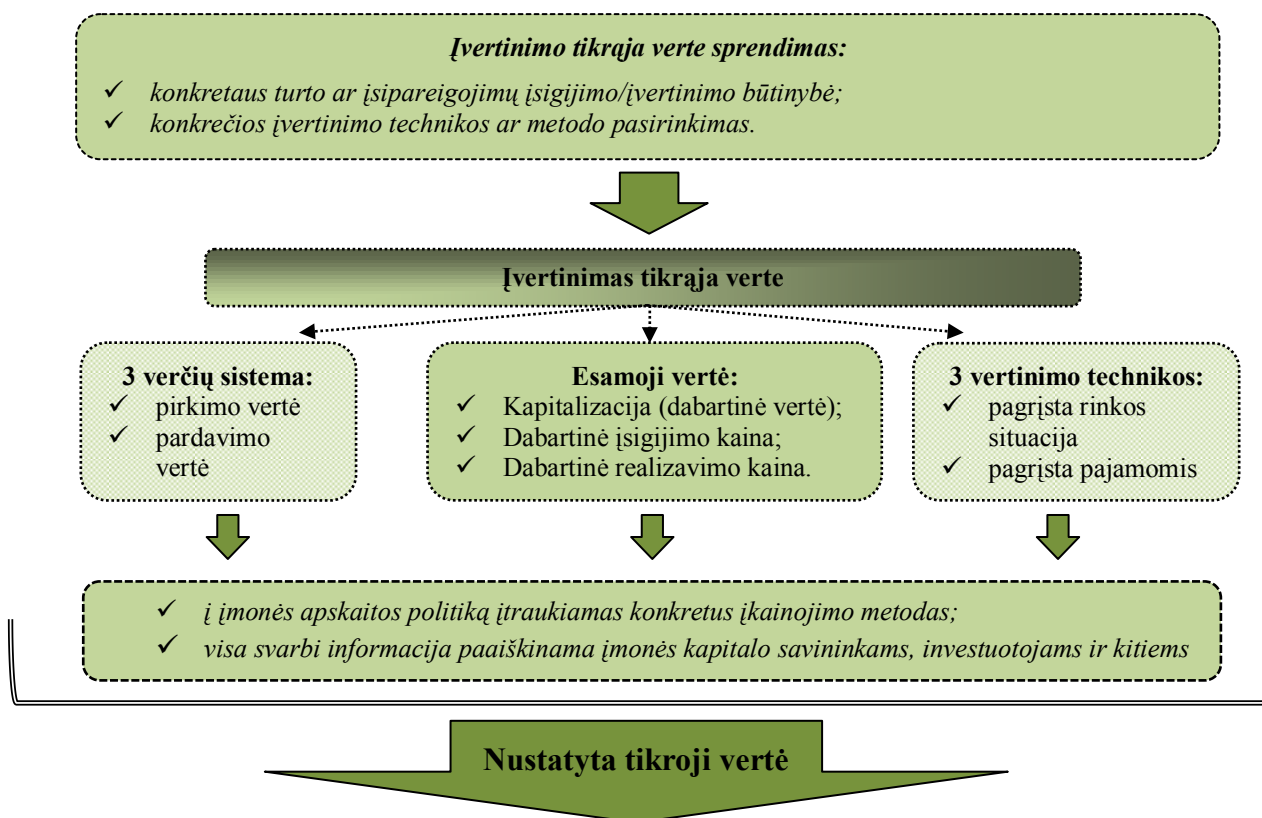 Įvertinimo tikrąja verte sprendimas:
✓ konkretaus turto ar įsipareigojimų įsigijimo/įvertinimo būtinybė;
✓ konkrečios įvertinimo technikos ar metodo pasirinkimas.
Įvertinimas tikrąja verte
3 verčių sistema:
✓ pirkimo vertė
✓ pardavimo
vertė
Esamoji vertė:
✓ Kapitalizacija (dabartinė vertė);
✓ Dabartinė įsigijimo kaina;
✓ Dabartinė realizavimo kaina.
3 vertinimo technikos:
✓ pagrįsta rinkos
situacija
✓ pagrįsta pajamomis
✓ į įmonės apskaitos politiką įtraukiamas konkretus įkainojimo metodas;
✓ visa svarbi informacija paaiškinama įmonės kapitalo savininkams, investuotojams ir kitiems
Nustatyta tikroji vertė